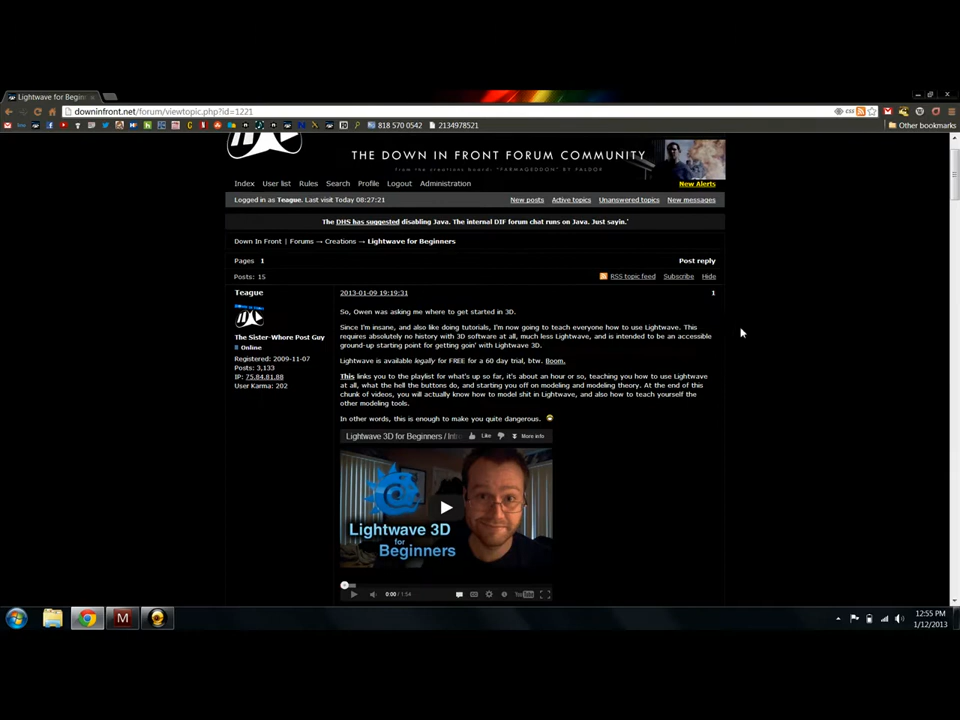 Lightwave for Begin
downinfront.net/forum/viewtopic.php?id=1221
818 570 0542
2134978521
Other bookmarks
THE DOWN IN FRONT FORUM COMMUNITY
From the creations board, "FARMAGEDDON" BY FALDOR
Index User list Rules Search Profile Logout Administration
New Alerts
Logged in as Teague. Last visit Today 08:27:21
New posts Active topics Unanswered topics New messages
The DHS has suggested disabling Java. The internal DIF forum chat runs on Java. Just sayin.'
Down In Front | Forums → Creations → Lightwave for Beginners
Pages 1
Post reply
Posts: 15
RSS topic feed Subscribe Hide
Teague
2013-01-09 19:19:31
1
The Sister-Whore Post Guy
Online
Registered: 2009-11-07
Posts: 3,133
IP: 75.84.81.88
User Karma: 202
So, Owen was asking me where to get started in 3D.
Since I'm insane, and also like doing tutorials, I'm now going to teach everyone how to use Lightwave. This
requires absolutely no history with 3D software at all, much less Lightwave, and is intended to be an accessible
ground-up starting point for getting goin' with Lightwave 3D.
Lightwave is available legally for FREE for a 60 day trial, btw. Boom.
This links you to the playlist for what's up so far, it's about an hour or so, teaching you how to use Lightwave
at all, what the hell the buttons do, and starting you off on modeling and modeling theory. At the end of this
chunk of videos, you will actually know how to model shit in Lightwave, and also how to teach yourself the
other modeling tools.
In other words, this is enough to make you quite dangerous.
Lightwave 3D for Beginners / Intr
Like
More info
Lightwave 3D
for
Beginners
0:00 / 1:54
YouTube
12:55 PM
1/12/2013